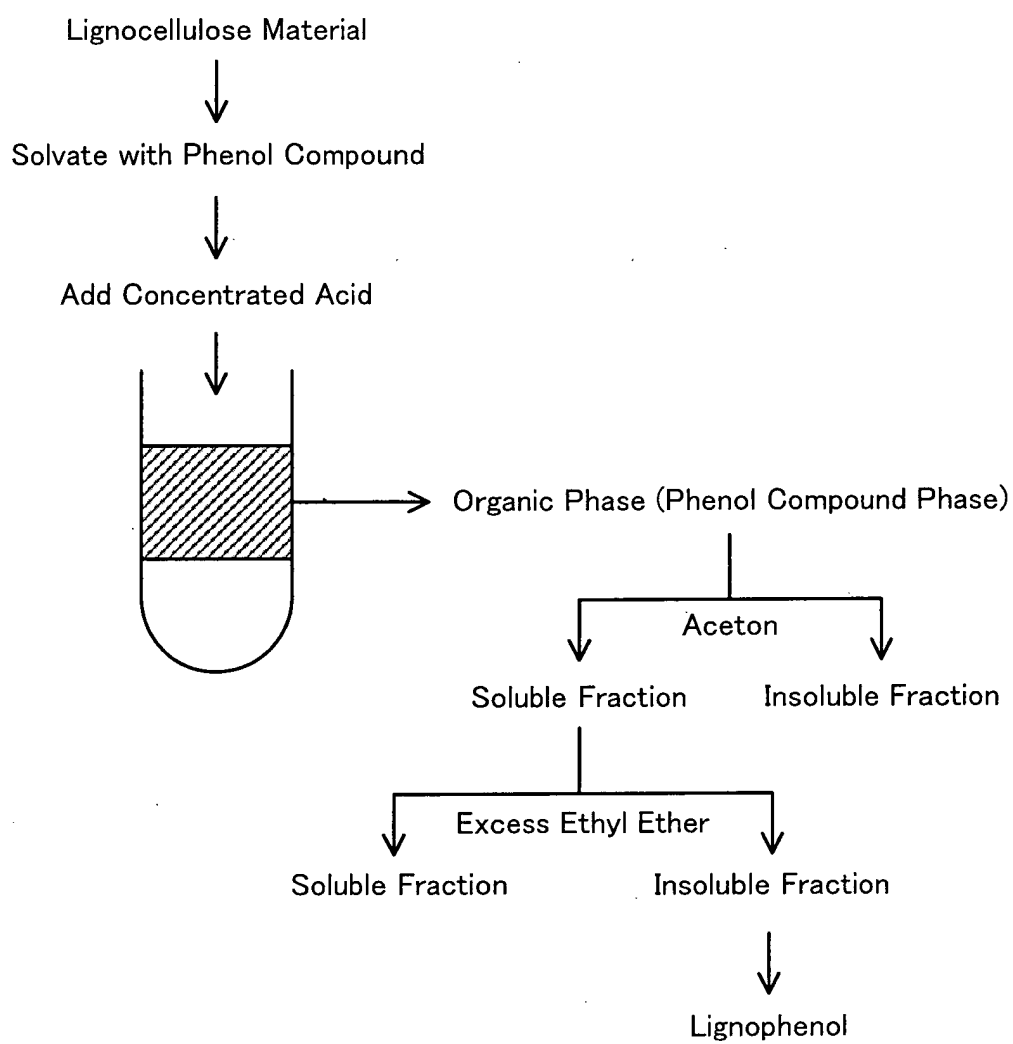 Lignocellulose Material
Solvate with Phenol Compound
Add Concentrated Acid
Organic Phase (Phenol Compound Phase)
Aceton
Soluble Fraction
Insoluble Fraction
Excess Ethyl Ether
Soluble Fraction
Insoluble Fraction
Lignophenol